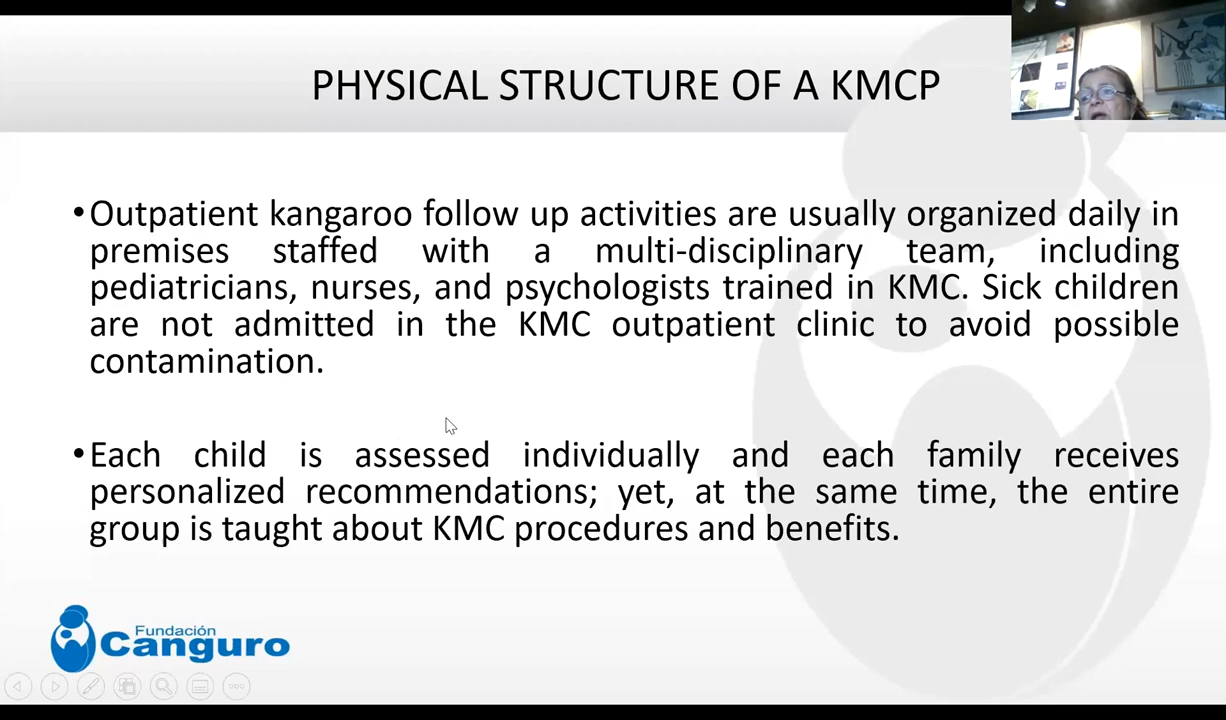 PHYSICAL STRUCTURE OF A KMCP
•Outpatient kangaroo follow up activities are usually organized daily in
premises staffed with a multi-disciplinary team, including
pediatricians, nurses, and psychologists trained in KMC. Sick children
are not admitted in the KMC outpatient clinic to avoid possible
contamination.
•Each child is assessed individually and each family receives
personalized recommendations; yet, at the same time, the entire
group is taught about KMC procedures and benefits.
Fundación
Canguro